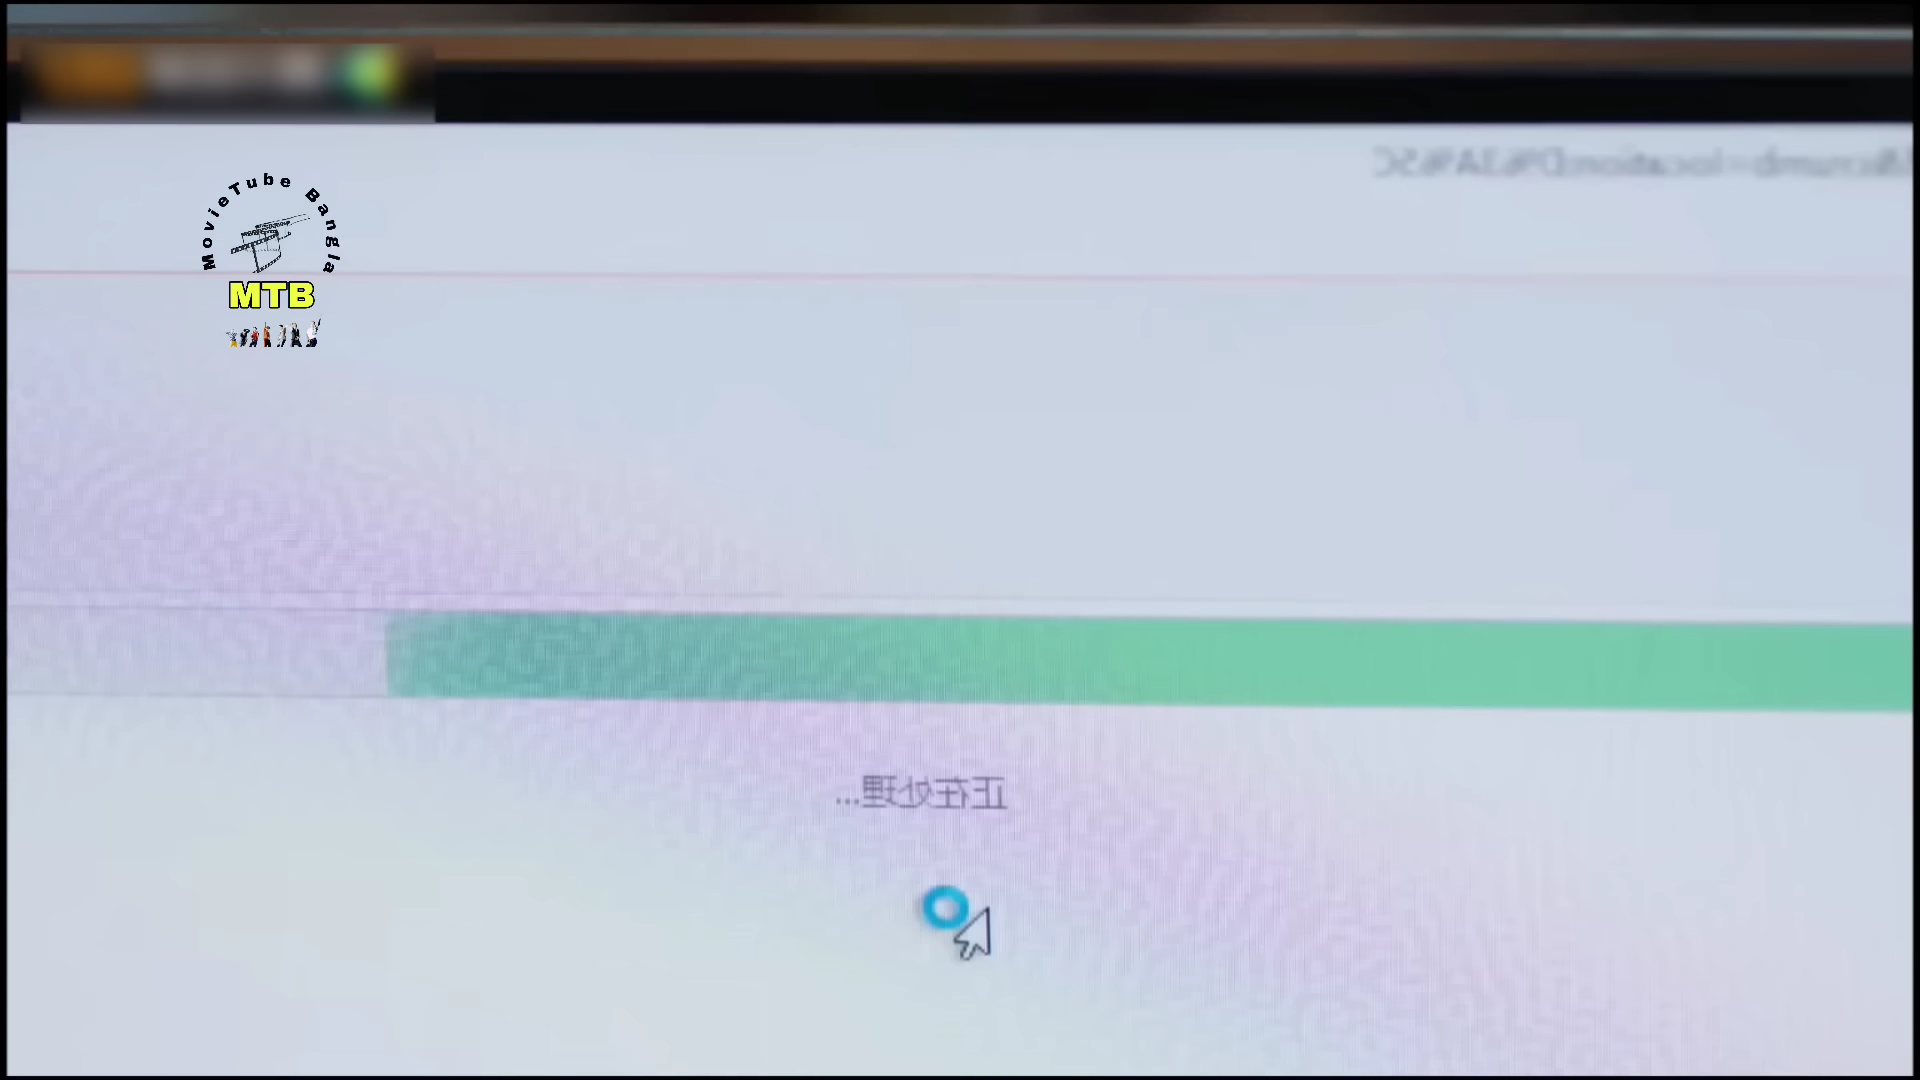 MovieTube Bangla
MTB
正在处理...